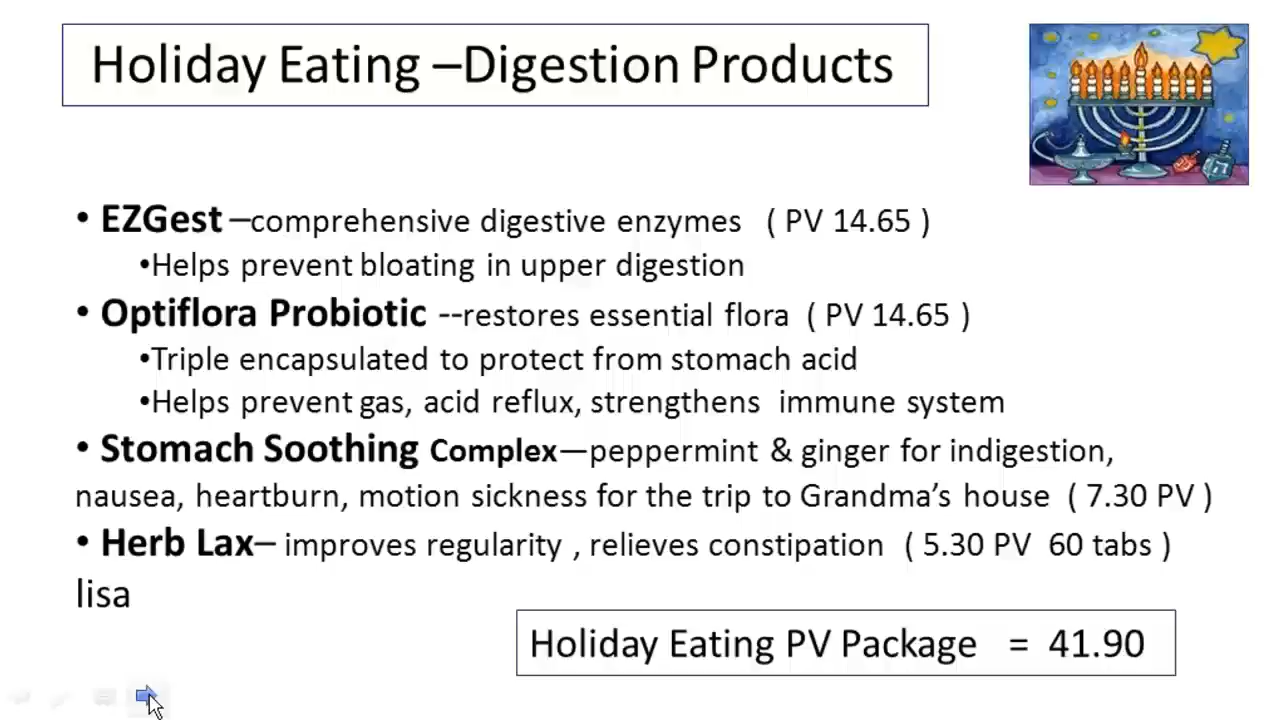 Holiday Eating –Digestion Products
• EZGest –comprehensive digestive enzymes ( PV 14.65 )
•Helps prevent bloating in upper digestion
• Optiflora Probiotic --restores essential flora ( PV 14.65 )
•Triple encapsulated to protect from stomach acid
•Helps prevent gas, acid reflux, strengthens immune system
• Stomach Soothing Complex—peppermint & ginger for indigestion,
nausea, heartburn, motion sickness for the trip to Grandma’s house ( 7.30 PV )
• Herb Lax– improves regularity , relieves constipation ( 5.30 PV 60 tabs )
lisa
Holiday Eating PV Package = 41.90